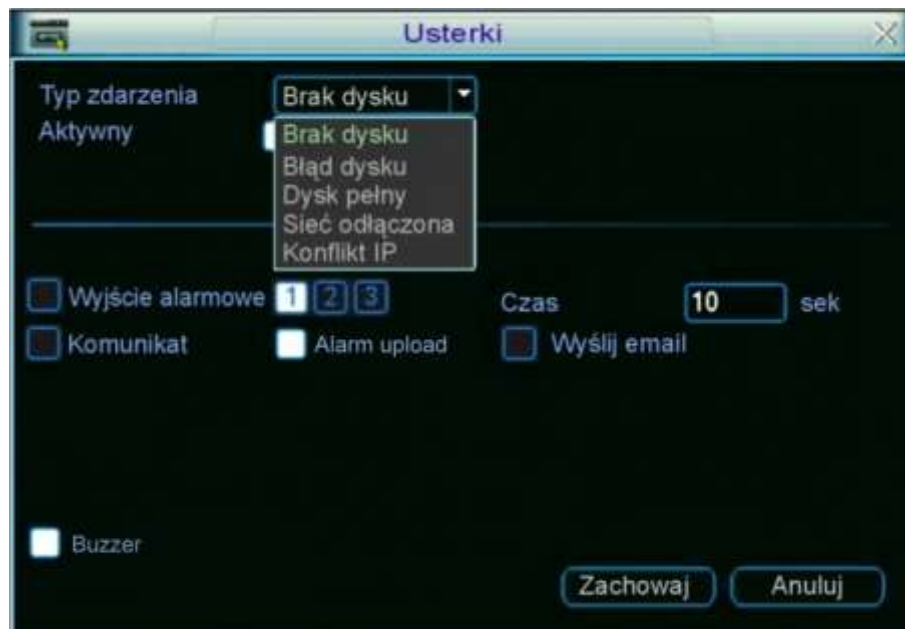 Usterki
Typ zdarzenia Brak dysku
Aktywny Brak dysku
Błąd dysku
Dysk pełny
Sieć odłączona
Konflikt IP
Wyjście alarmowe 1 2 3 Czas 10 sek
Komunikat Alarm upload Wyślij email
Buzzer
Zachowaj Anuluj